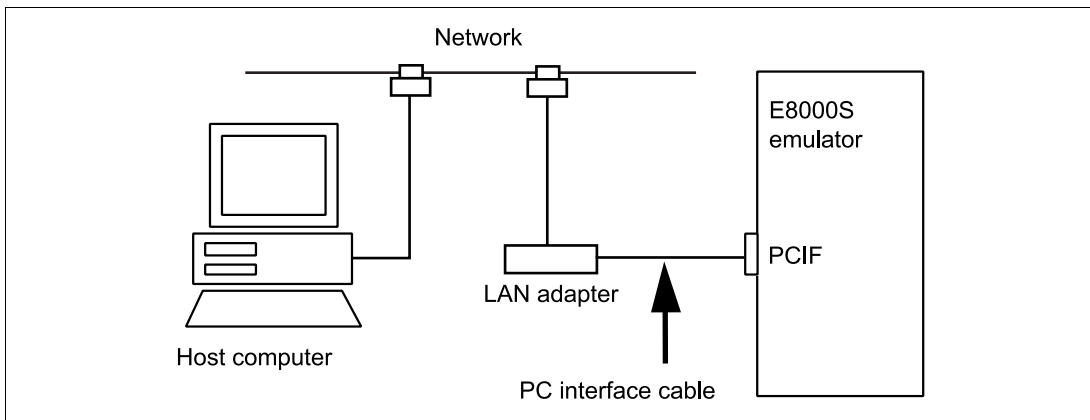 Network
E8000S
emulator
PCIF
LAN adapter
Host computer
PC interface cable